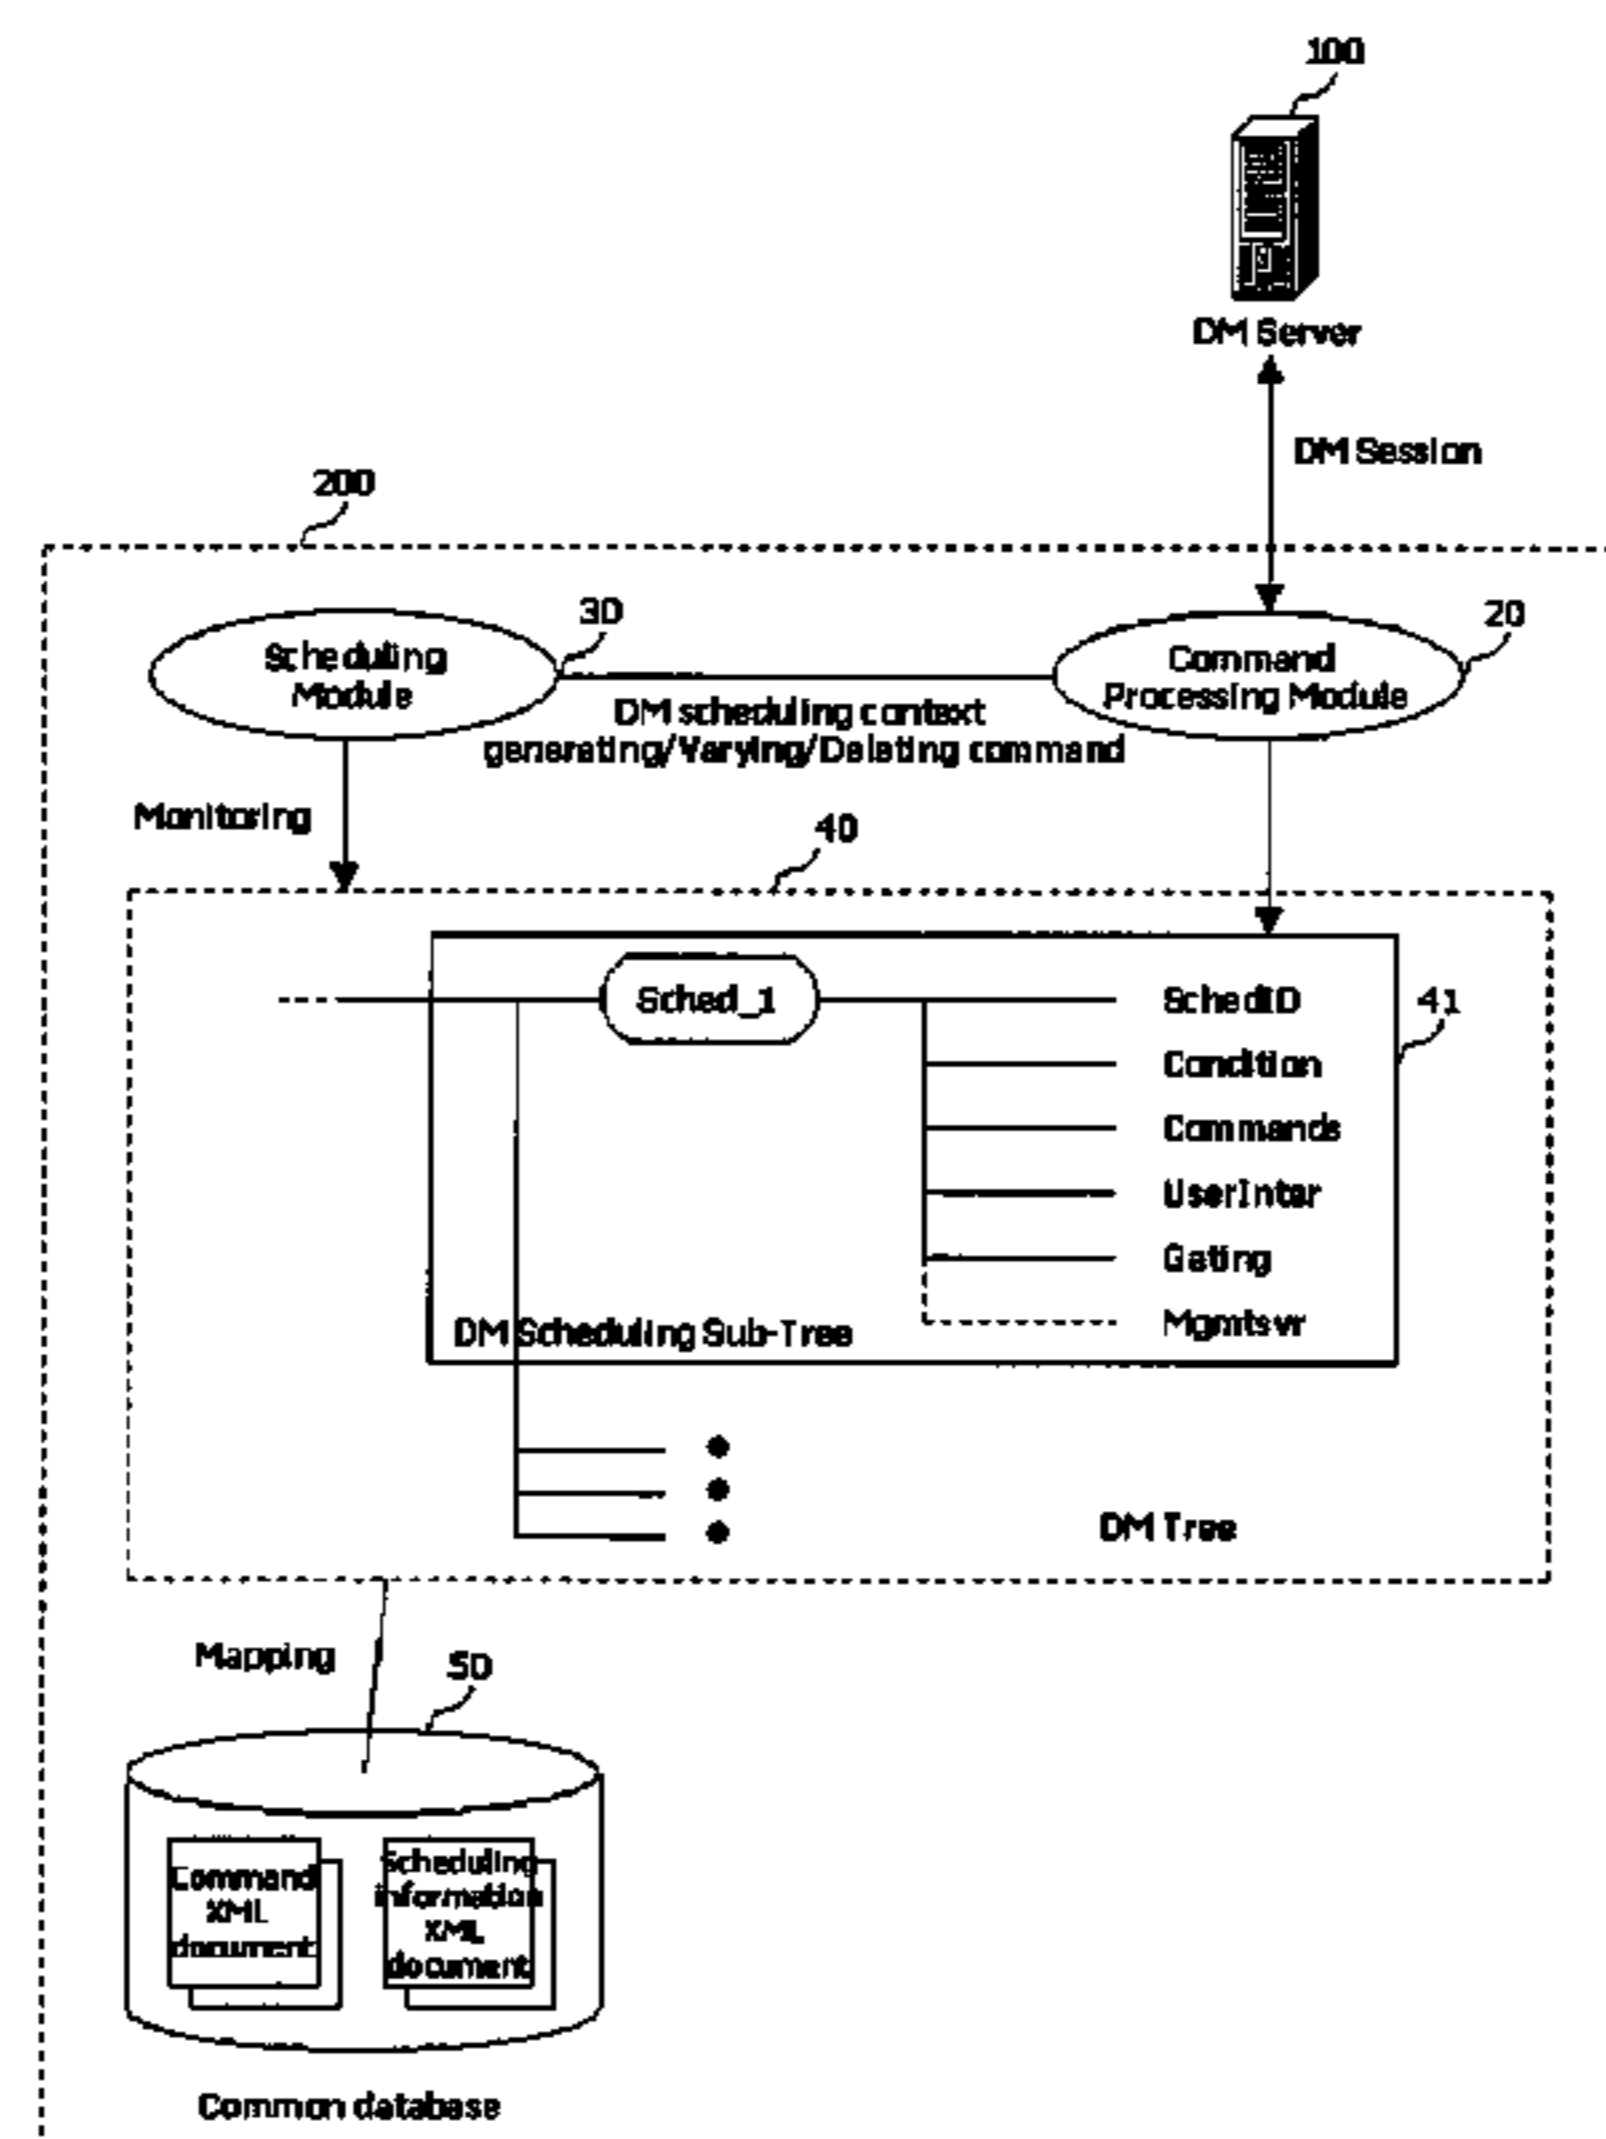 100
DM Server
DM Session
200
30
20
Scheduling
Module
Command
Processing Module
DM scheduling context
generating/Varying/Deleting command
Monitoring
40
Sched_1
SchedID
41
Condition
Commands
UserInter
Gating
Mgmtsvr
DM Scheduling Sub-Tree
DM Tree
Mapping
50
Command
XML
document
Scheduling
information
XML
document
Common database